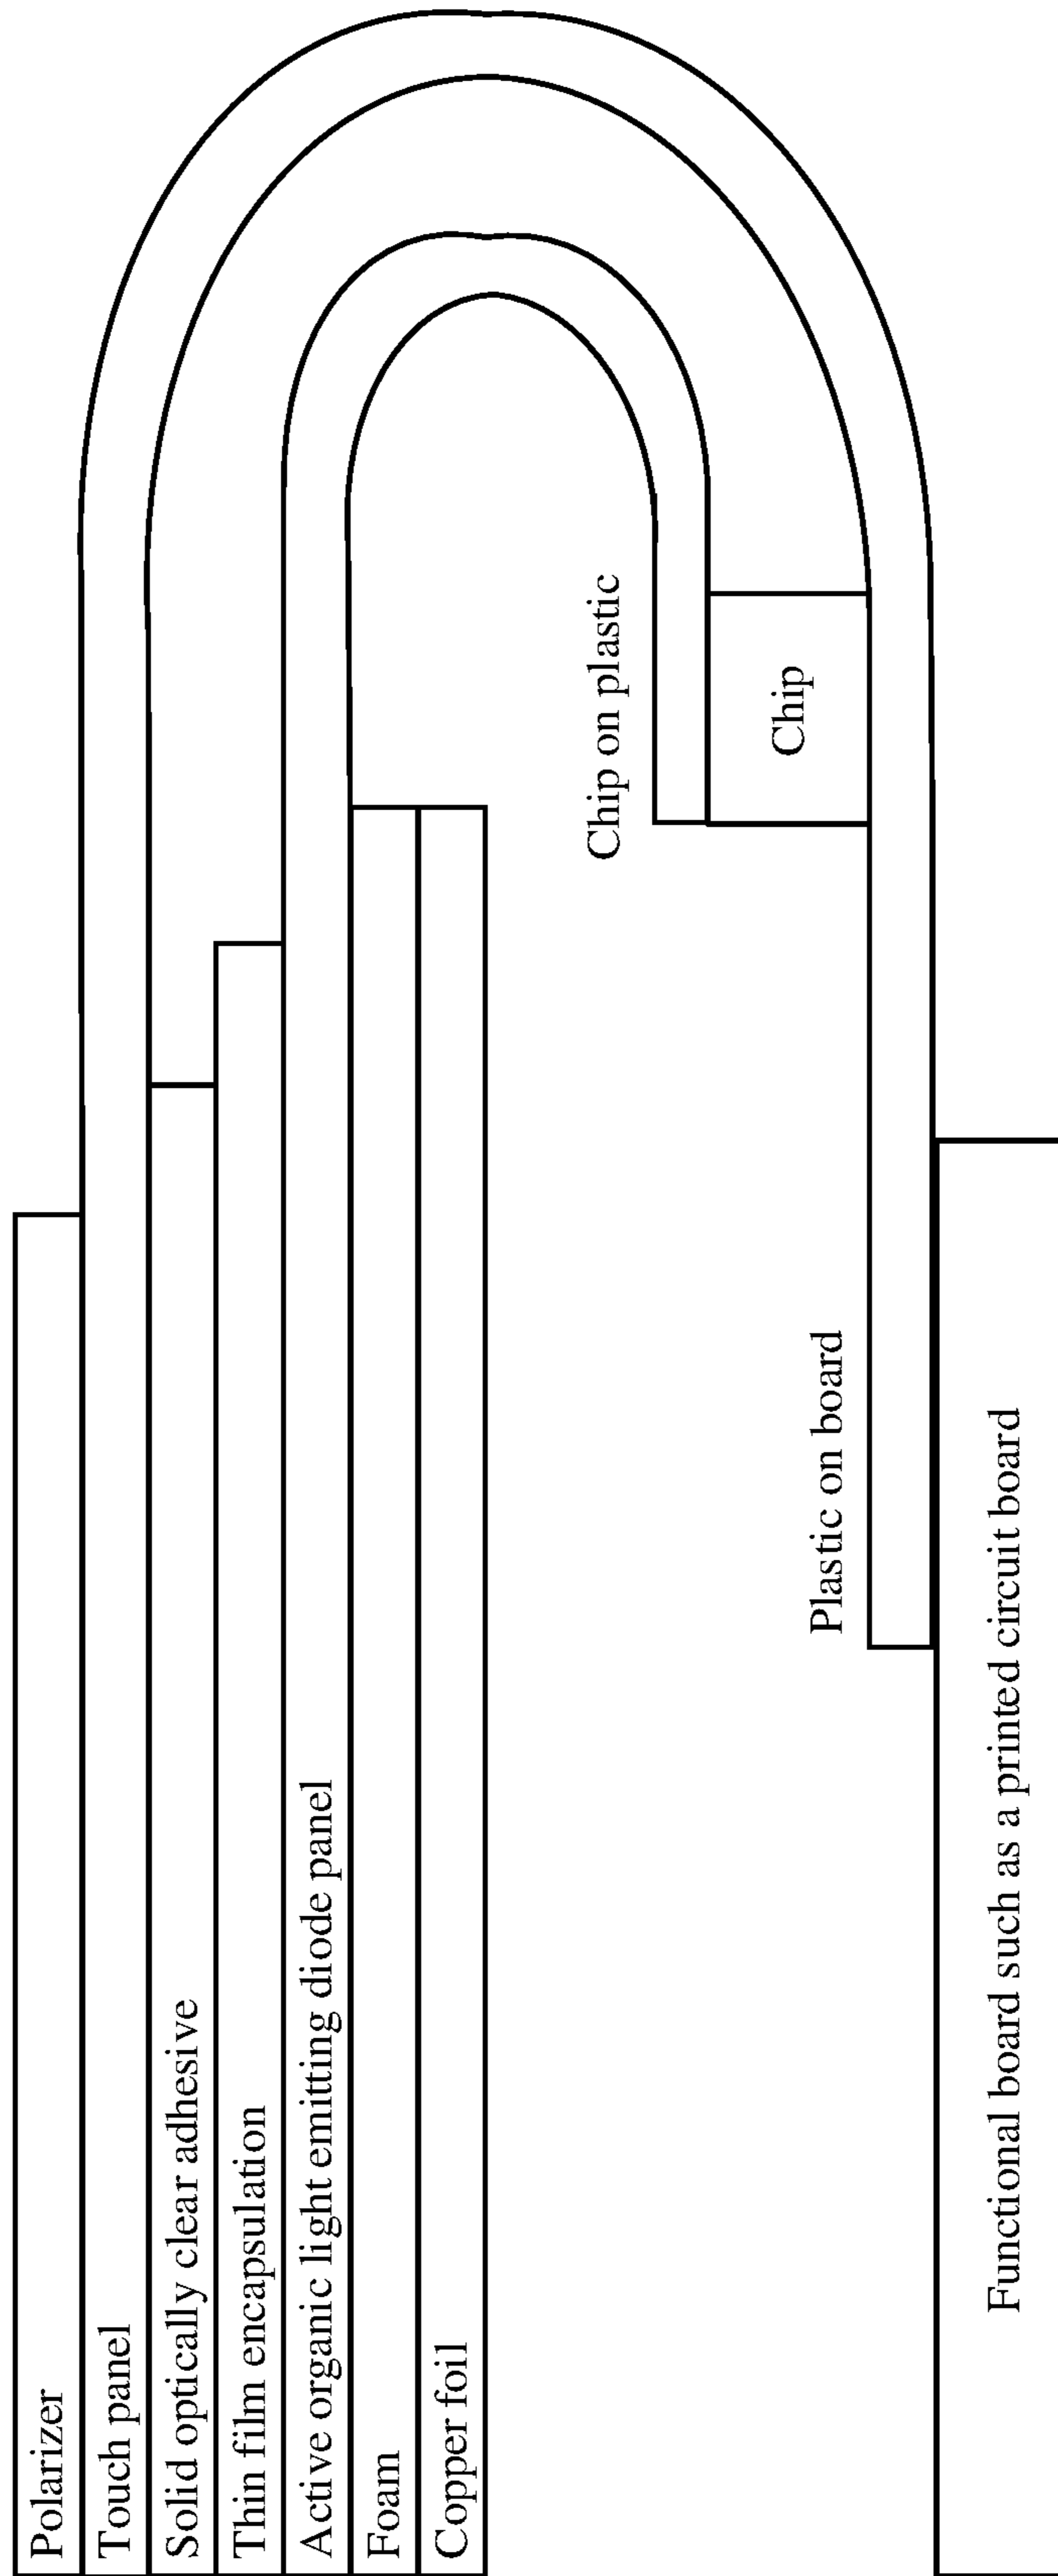 Polarizer
Touch panel
Solid optically clear adhesive
Thin film encapsulation
Active organic light emitting diode panel
Foam
Copper foil
Chip on plastic
Chip
Plastic on board
Functional board such as a printed circuit board